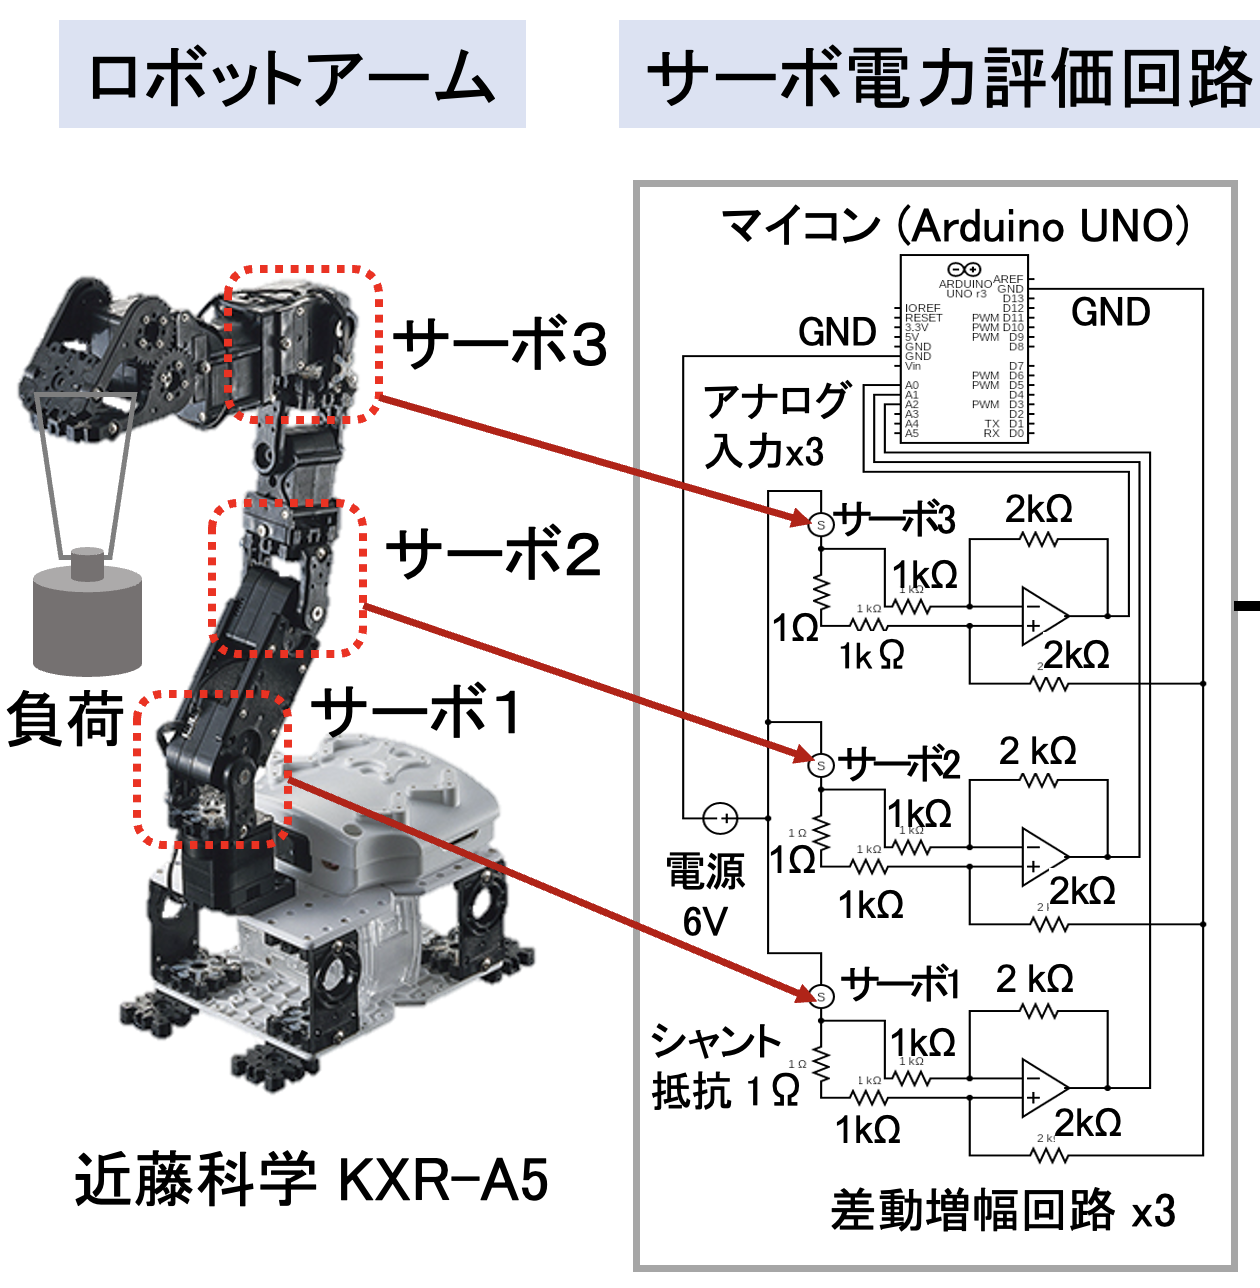 ロボットアーム
サーボ電力評価回路
マイコン (Arduino UNO)
ARDUINO
UNO r3
AREF
GND
D13
D12
IOREF
PWM D11
RESET
PWM D10
3.3V
PWM D9
5V
D8
GND
GND
Vin
D7
PWM D6
A0
PWM D5
A1
D4
A2
PWM D3
A3
D2
A4
TX D1
A5
RX D0
GND
GND
アナログ
入力x3
サーボ3
サーボ2
サーボ1
負荷
サーボ3
S
2kΩ
1kΩ
1 kΩ
1 kΩ
1Ω
1k Ω
2kΩ
2
サーボ2
S
2 kΩ
1kΩ
1 kΩ
1 Ω
1 kΩ
1Ω
1kΩ
2kΩ
2
電源
6V
サーボ1
S
2 kΩ
シャント
抵抗 1 Ω
1kΩ
1 kΩ
1 Ω
1 kΩ
1kΩ
2kΩ
2 k
差動増幅回路 x3
近藤科学 KXR-A5